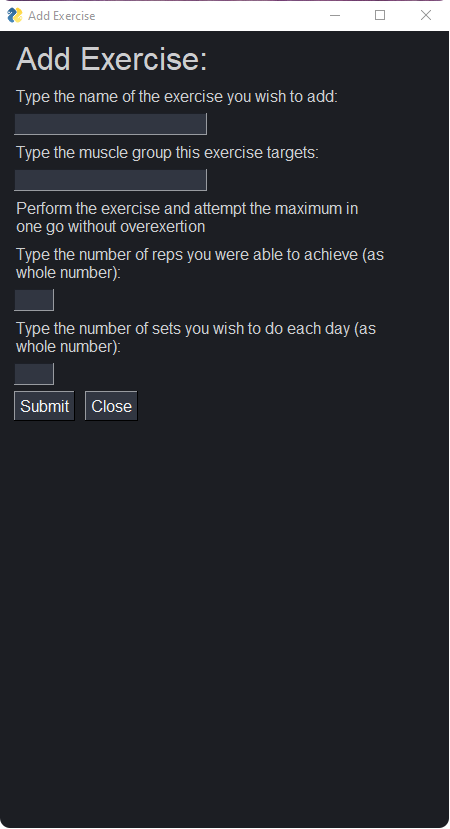 Add Exercise
Add Exercise:
Type the name of the exercise you wish to add:
Type the muscle group this exercise targets:
Perform the exercise and attempt the maximum in
one go without overexertion
Type the number of reps you were able to achieve (as
whole number):
Type the number of sets you wish to do each day (as
whole number):
Submit Close